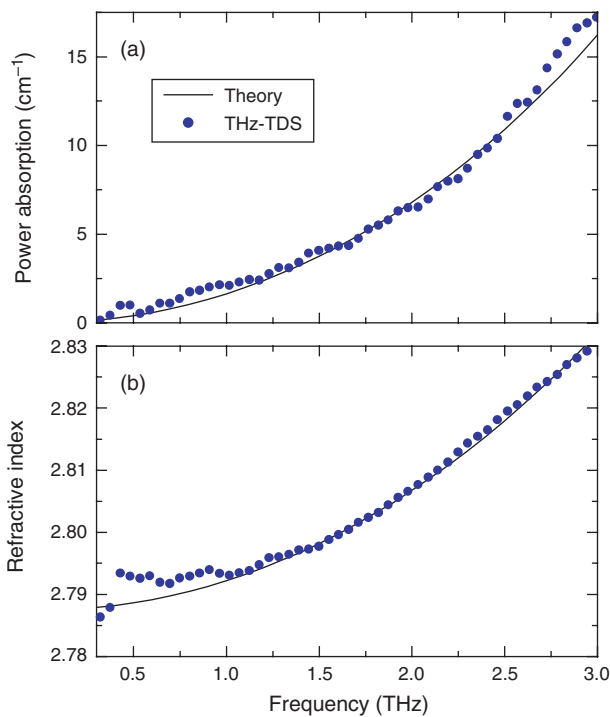 (a)
Theory
THz-TDS
Power absorption (cm⁻¹)
15
10
5
0
(b)
Refractive index
2.83
2.82
2.81
2.80
2.79
2.78
0.5
1.0
1.5
2.0
2.5
3.0
Frequency (THz)